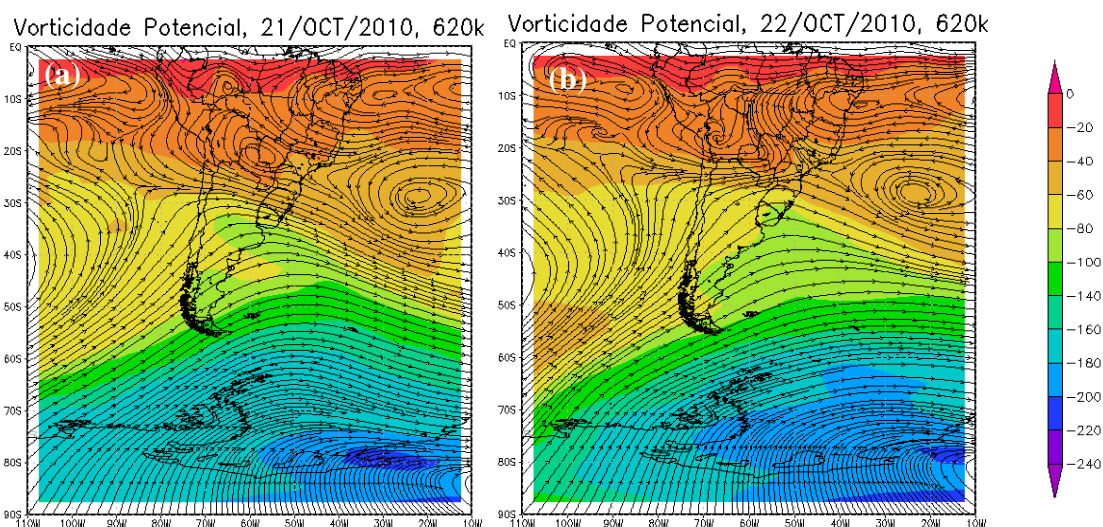 Vorticidade Potencial, 21/OCT/2010, 620k
Vorticidade Potencial, 22/OCT/2010, 620k
(a)
(b)
EQ
10S
20S
30S
40S
50S
60S
70S
80S
90S
110W 100W 90W 80W 70W 60W 50W 40W 30W 20W 10W
EQ
10S
20S
30S
40S
50S
60S
70S
80S
90S
110W 100W 90W 80W 70W 60W 50W 40W 30W 20W 10W
0
-20
-40
-60
-80
-100
-140
-160
-180
-200
-220
-240